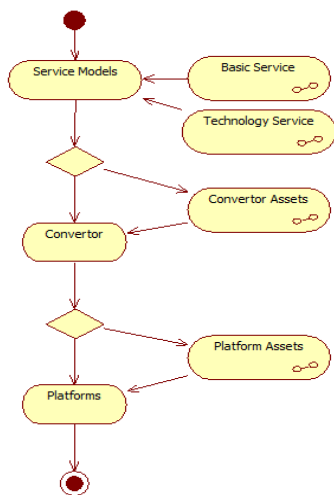 Service Models
Basic Service
Technology Service
Convertor Assets
Convertor
Platform Assets
Platforms